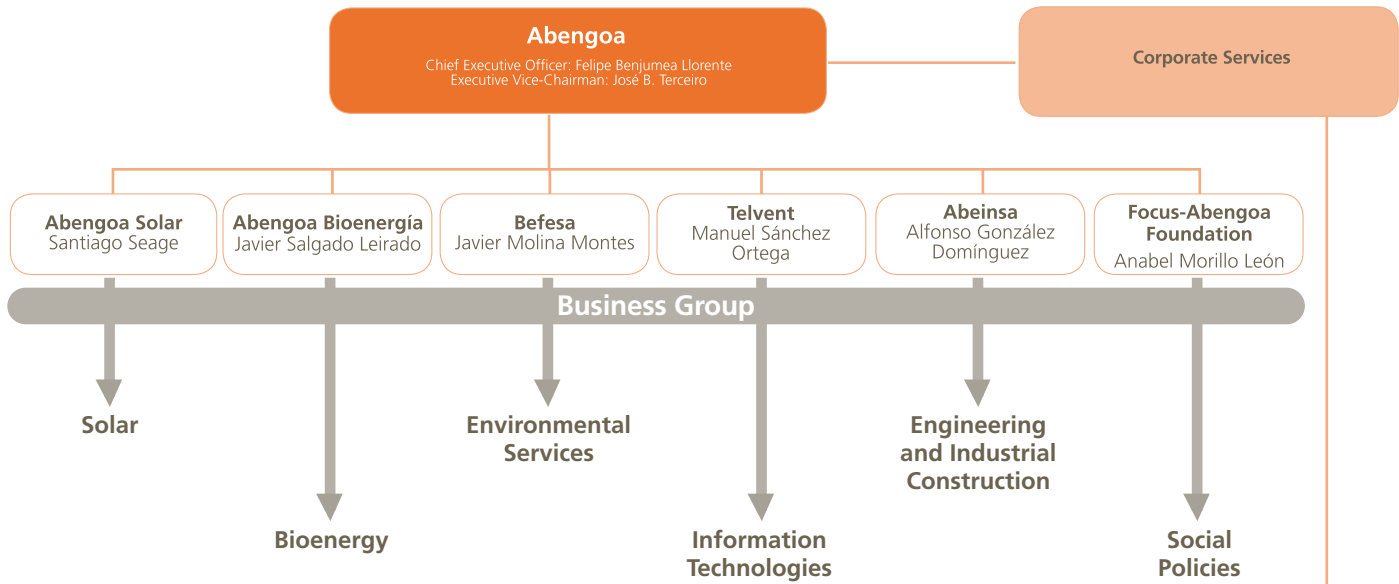 Abengoa
Chief Executive Officer: Felipe Benjumea Llorente
Executive Vice-Chairman: José B. Terceiro
Corporate Services
Abengoa Solar
Santiago Seage
Abengoa Bioenergía
Javier Salgado Leirado
Befesa
Javier Molina Montes
Telvent
Manuel Sánchez
Ortega
Abeinsa
Alfonso González
Domínguez
Focus-Abengoa
Foundation
Anabel Morillo León
Business Group
Solar
Environmental
Services
Engineering
and Industrial
Construction
Bioenergy
Information
Technologies
Social
Policies